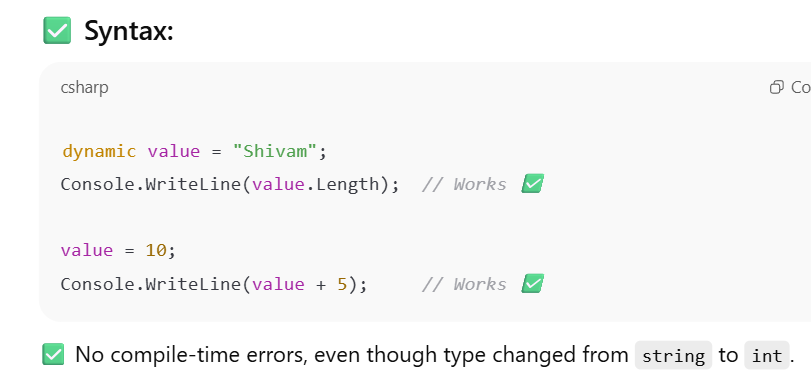 ✅ Syntax:
csharp Co
dynamic value = "Shivam";
Console.WriteLine(value.Length); // Works ✅
value = 10;
Console.WriteLine(value + 5); // Works ✅
✅ No compile-time errors, even though type changed from string to int.